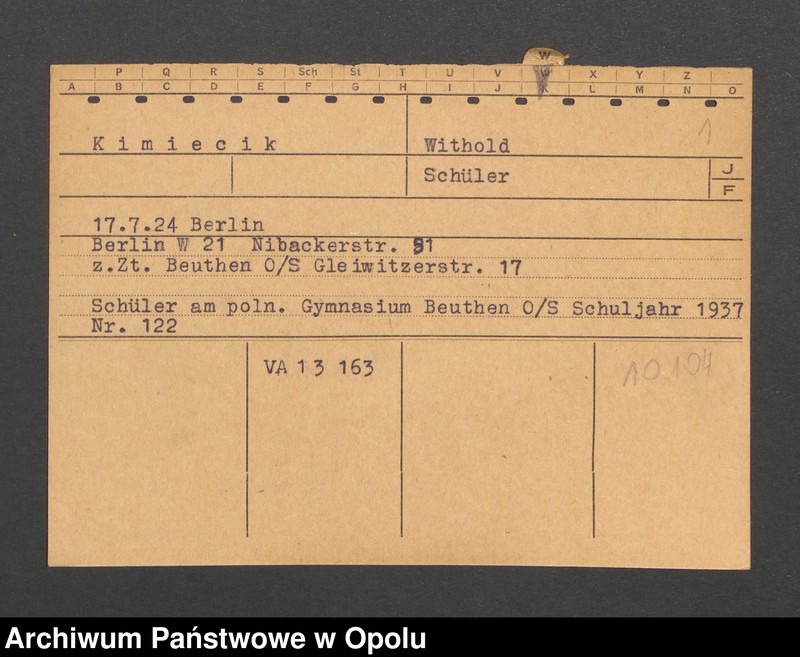 W
P Q R S Sch St T U V W X Y Z
A B C D E F G H I J K L M N O
1
Kimiecik Withold
Schüler J
F
17.7.24 Berlin
Berlin W 21 Nibackerstr. 91
z.Zt. Beuthen O/S Gleiwitzerstr. 17
Schüler am poln. Gymnasium Beuthen O/S Schuljahr 1937
Nr. 122
VA 13 163 10.104
Archiwum Państwowe w Opolu